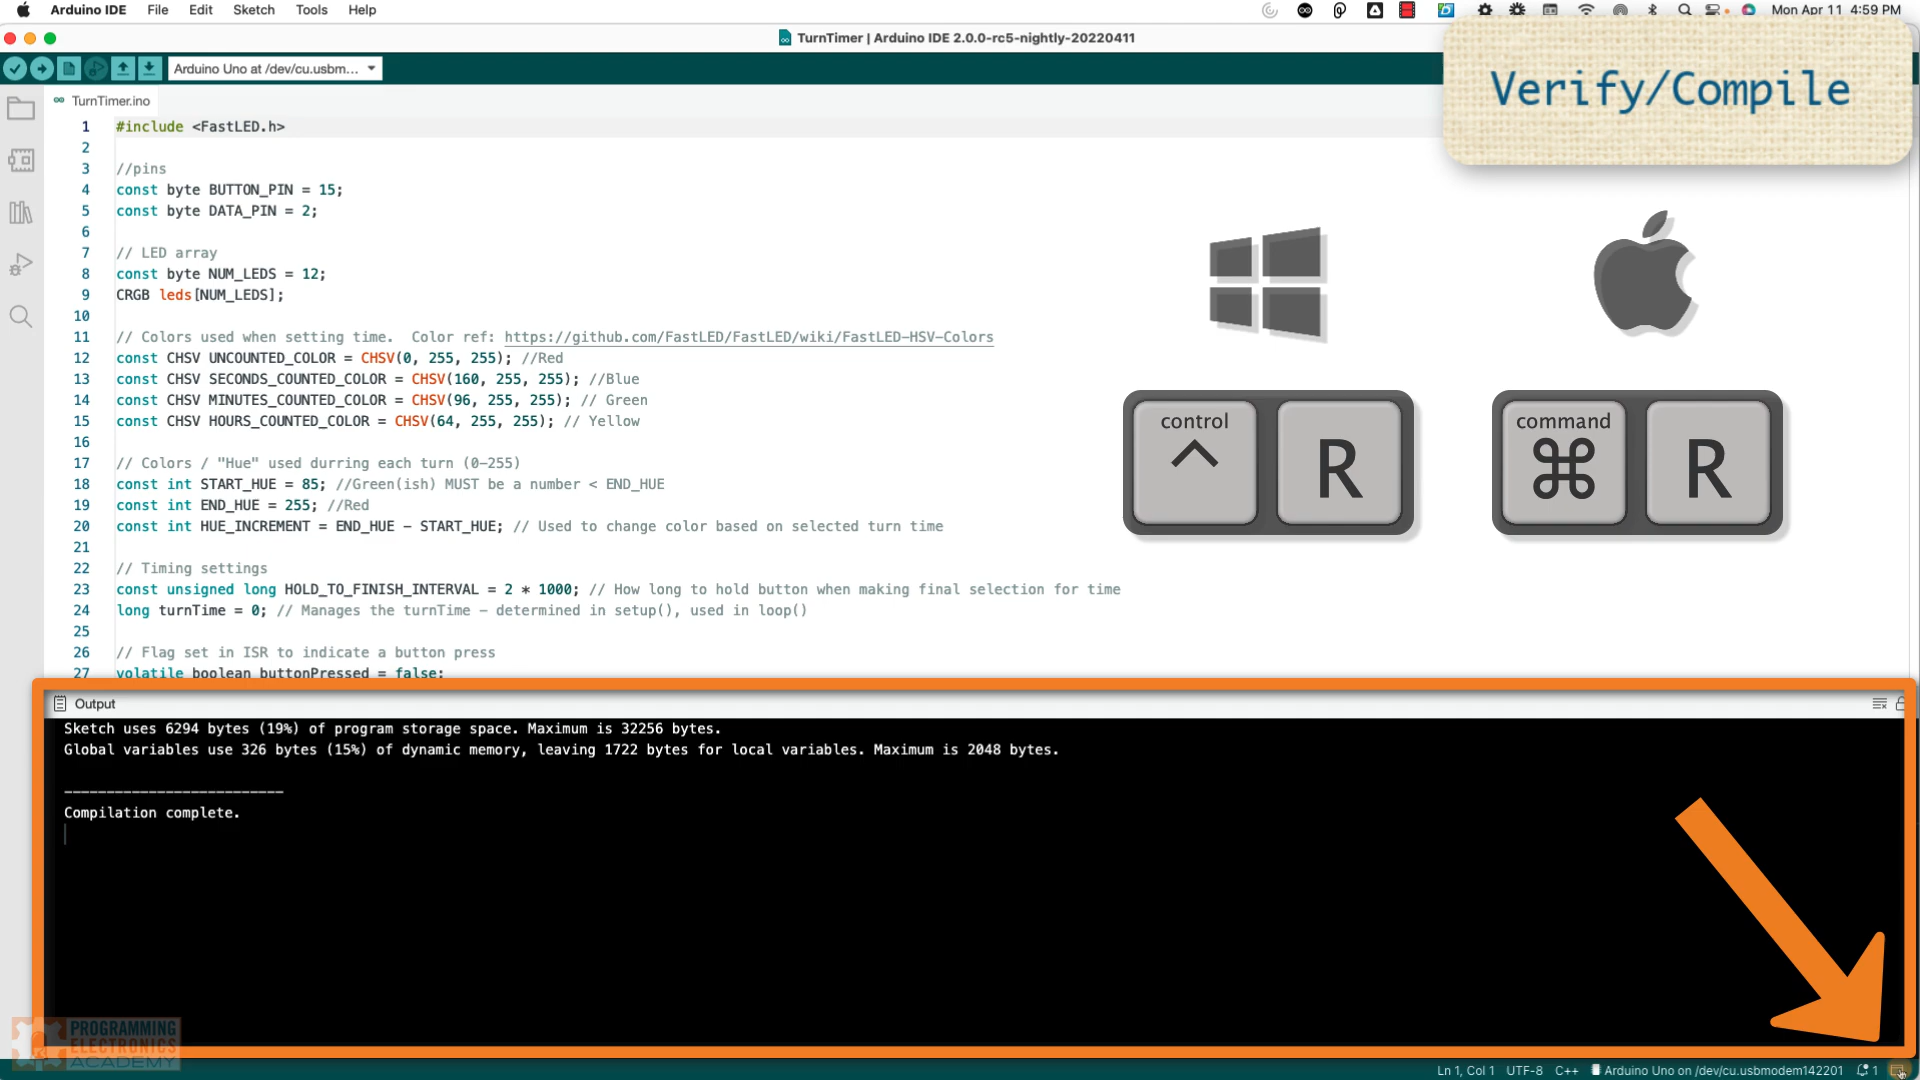 Arduino IDE File Edit Sketch Tools Help Mon Apr 11 4:59 PM
TurnTimer | Arduino IDE 2.0.0-rc5-nightly-20220411
Arduino Uno at /dev/cu.usbm...
Verify/Compile
TurnTimer.ino
1 #include <FastLED.h>
2
3 //pins
4 const byte BUTTON_PIN = 15;
5 const byte DATA_PIN = 2;
6
7 // LED array
8 const byte NUM_LEDS = 12;
9 CRGB leds[NUM_LEDS];
10
11 // Colors used when setting time.  Color ref: https://github.com/FastLED/FastLED/wiki/FastLED-HSV-Colors
12 const CHSV UNCOUNTED_COLOR = CHSV(0, 255, 255); //Red
13 const CHSV SECONDS_COUNTED_COLOR = CHSV(160, 255, 255); //Blue
14 const CHSV MINUTES_COUNTED_COLOR = CHSV(96, 255, 255); // Green
15 const CHSV HOURS_COUNTED_COLOR = CHSV(64, 255, 255); // Yellow
16
17 // Colors / "Hue" used durring each turn (0-255)
18 const int START_HUE = 85; //Green(ish) MUST be a number < END_HUE
19 const int END_HUE = 255; //Red
20 const int HUE_INCREMENT = END_HUE - START_HUE; // Used to change color based on selected turn time
21
22 // Timing settings
23 const unsigned long HOLD_TO_FINISH_INTERVAL = 2 * 1000; // How long to hold button when making final selection for time
24 long turnTime = 0; // Manages the turnTime - determined in setup(), used in loop()
25
26 // Flag set in ISR to indicate a button press
27 volatile boolean buttonPressed = false;
control
^ R
command
⌘ R
Output
Sketch uses 6294 bytes (19%) of program storage space. Maximum is 32256 bytes.
Global variables use 326 bytes (15%) of dynamic memory, leaving 1722 bytes for local variables. Maximum is 2048 bytes.
--------------------------
Compilation complete.
PROGRAMMING
ELECTRONICS
ACADEMY
Ln 1, Col 1 UTF-8 C++ Arduino Uno on /dev/cu.usbmodem142201 1